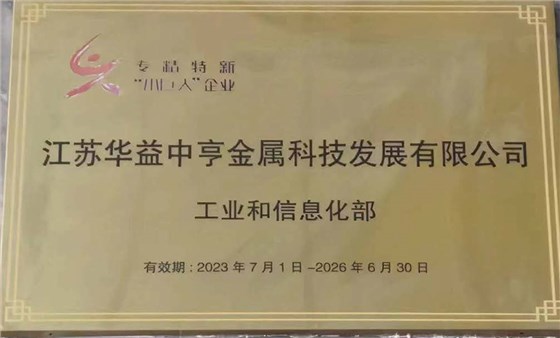 专精特新
“小巨人”企业
江苏华益中亨金属科技发展有限公司
工业和信息化部
有效期：2023年7月1日-2026年6月30日